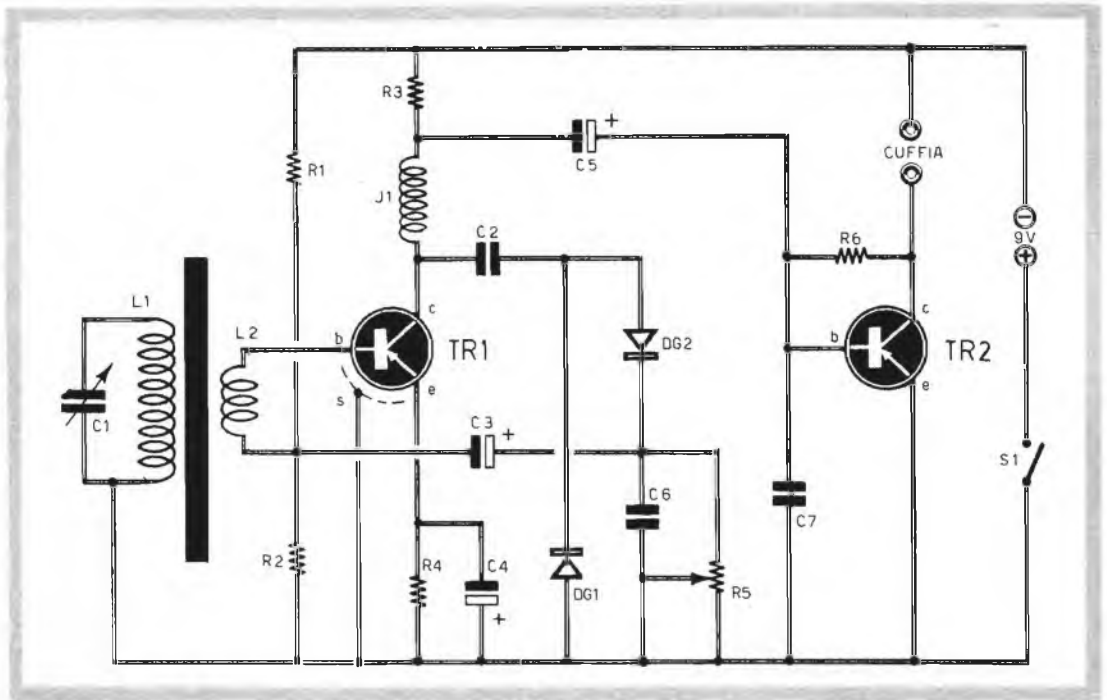 R3
+
C5
CUFFIA
R1
J1
−
9V
+
C2
R6
L1
L2
c
b
TR1
e
s
DG2
c
b
TR2
e
C1
C3
+
S1
C6
C7
R2
R4
C4
+
DG1
R5